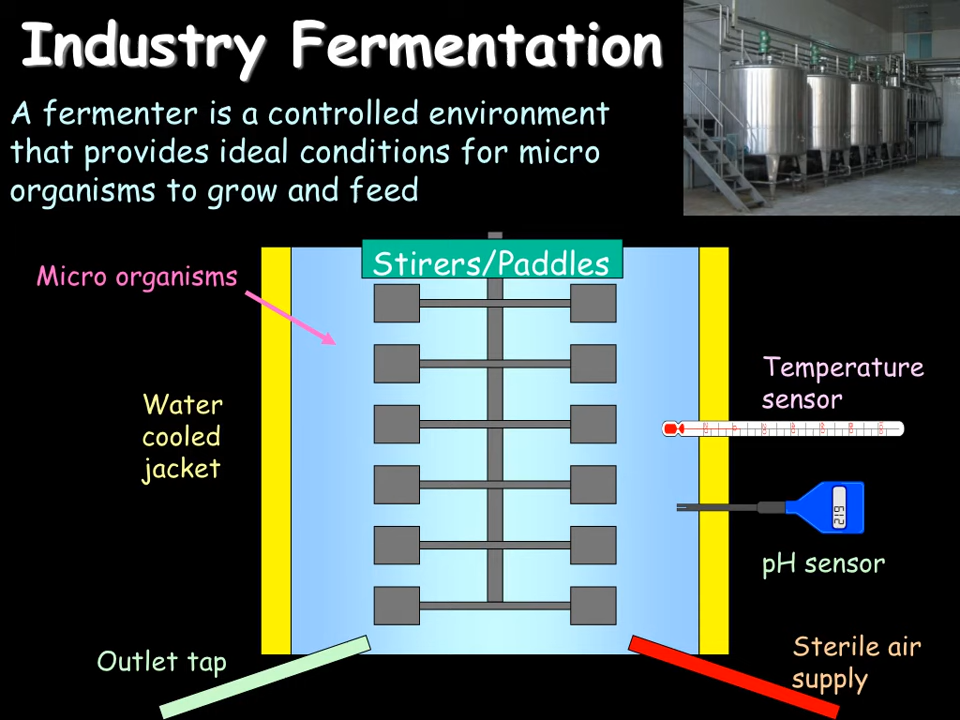 Industry Fermentation
A fermenter is a controlled environment
that provides ideal conditions for micro
organisms to grow and feed
Stirers/Paddles
Micro organisms
Temperature
sensor
Water
cooled
jacket
pH sensor
Outlet tap
Sterile air
supply